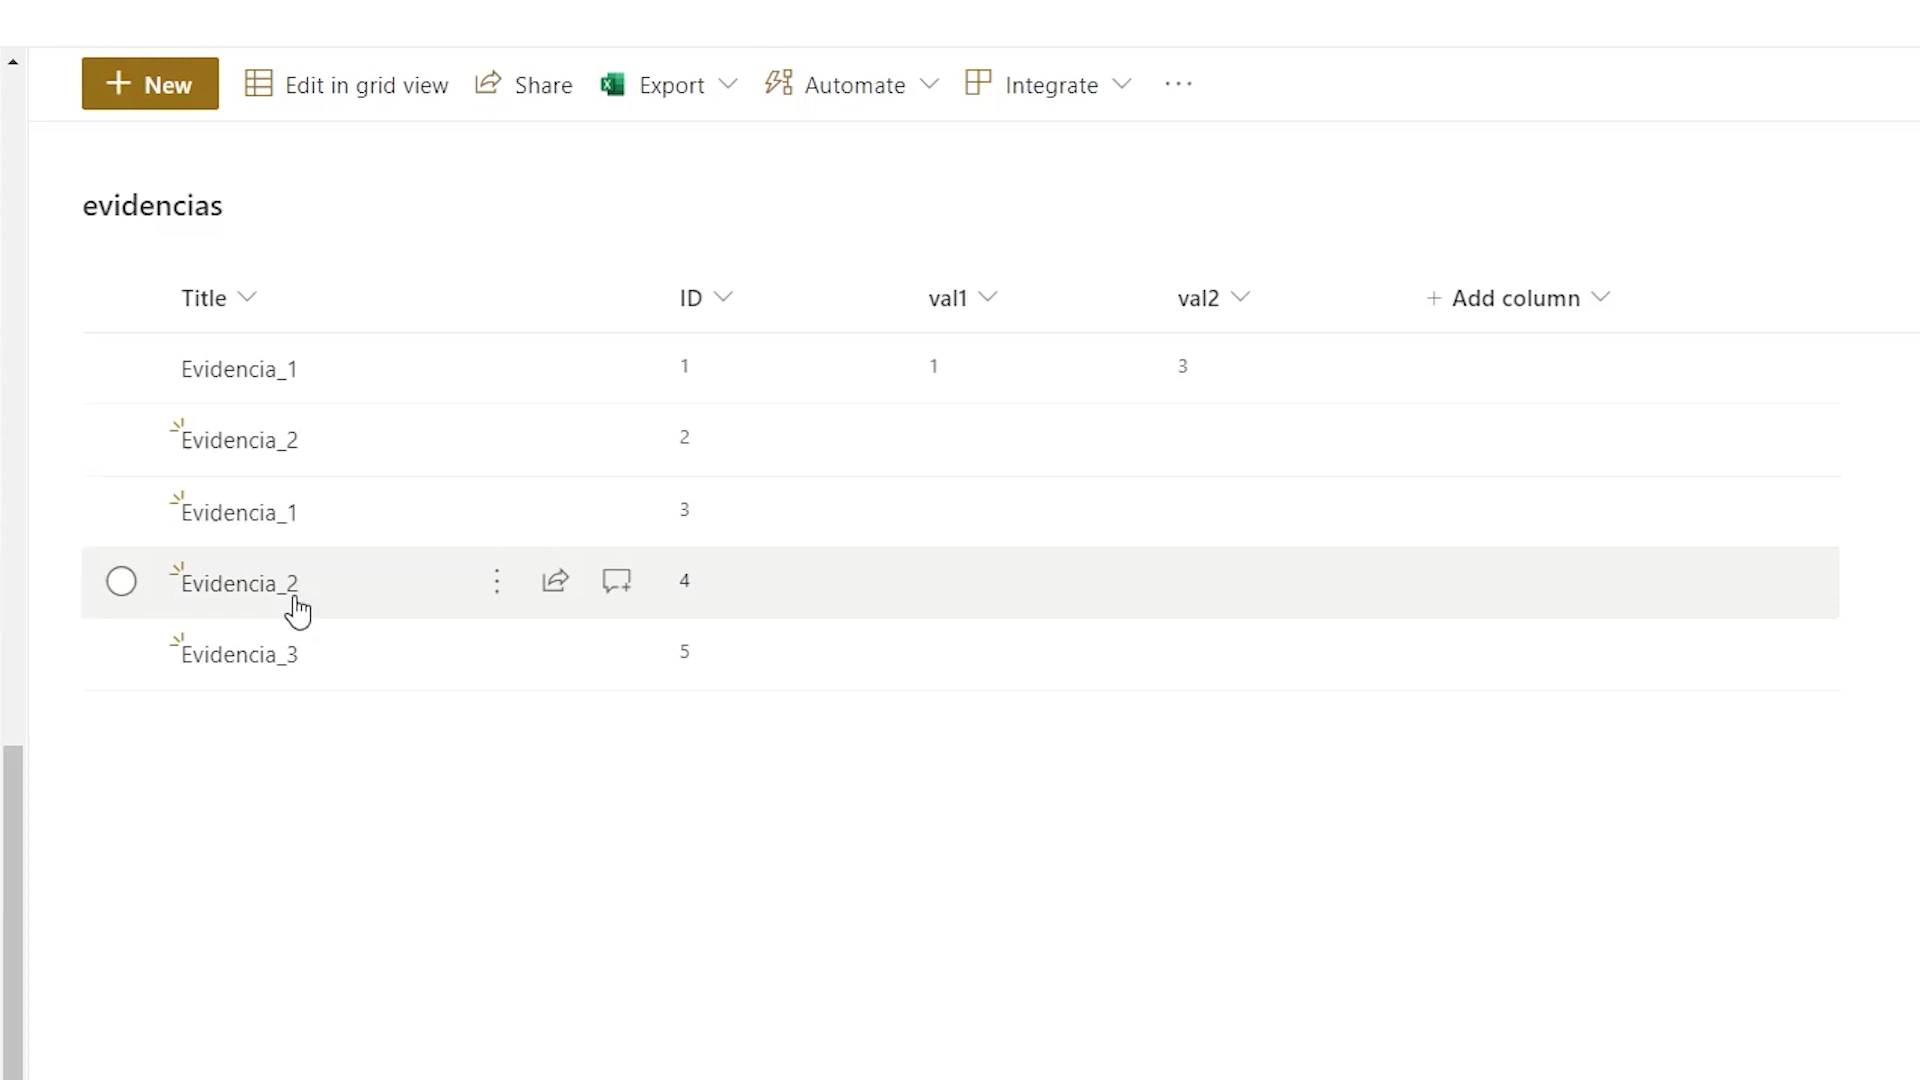 New Edit in grid view Share Export Automate Integrate ...
evidencias
Title ID val1 val2 + Add column
Evidencia_1 1 1 3
Evidencia_2 2
Evidencia_1 3
Evidencia_2 4
Evidencia_3 5